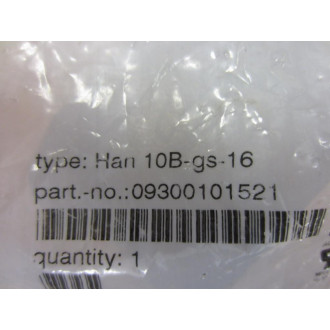 type: Han 10B-gs-16
part.-no.:09300101521
quantity: 1